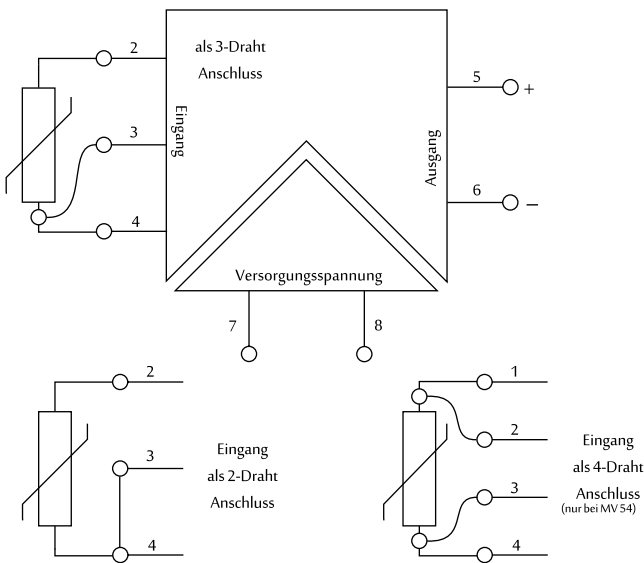 2
als 3-Draht
Anschluss
3
4
Eingang
Ausgang
5
+
6
−
Versorgungsspannung
7
8
2
3
4
Eingang
als 2-Draht
Anschluss
1
2
3
4
Eingang
als 4-Draht
Anschluss
(nur bei MV 54)